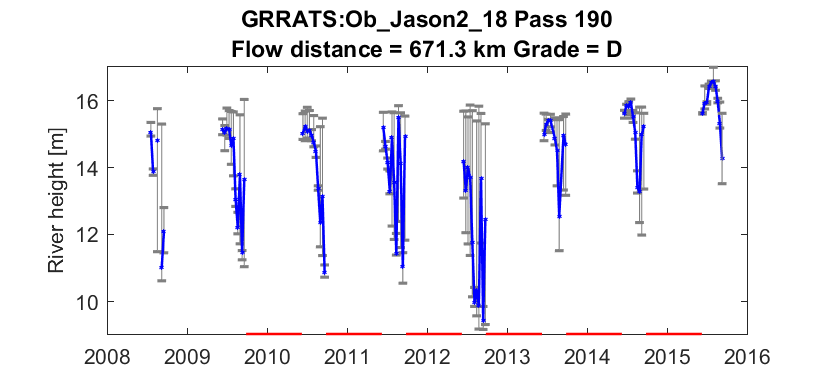 GRRATS:Ob_Jason2_18 Pass 190
Flow distance = 671.3 km Grade = D
River height [m]
16
14
12
10
2008 2009 2010 2011 2012 2013 2014 2015 2016